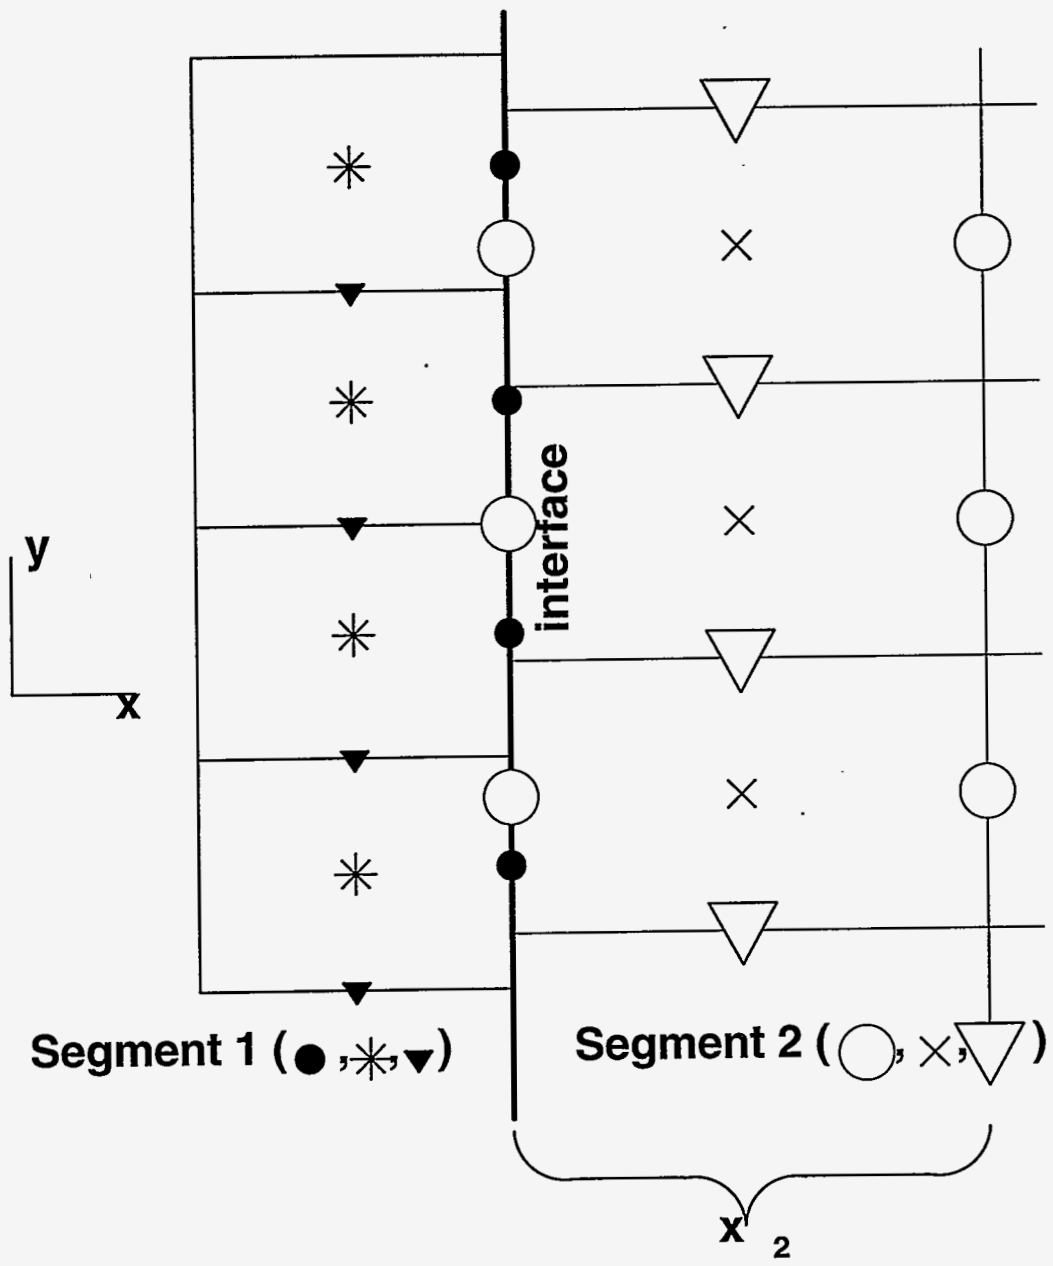 interface
y
x
Segment 1 (●,✳,▼)
Segment 2 (○,×,▽)
x 2